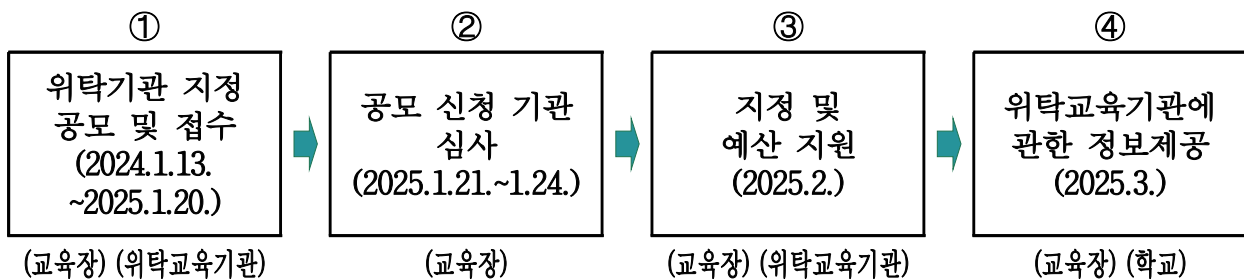 ①
위탁기관 지정
공모 및 접수
(2024.1.13.
~2025.1.20.)
(교육장) (위탁교육기관)
②
공모 신청 기관
심사
(2025.1.21.~1.24.)
(교육장)
③
지정 및
예산 지원
(2025.2.)
(교육장) (위탁교육기관)
④
위탁교육기관에
관한 정보제공
(2025.3.)
(교육장) (학교)